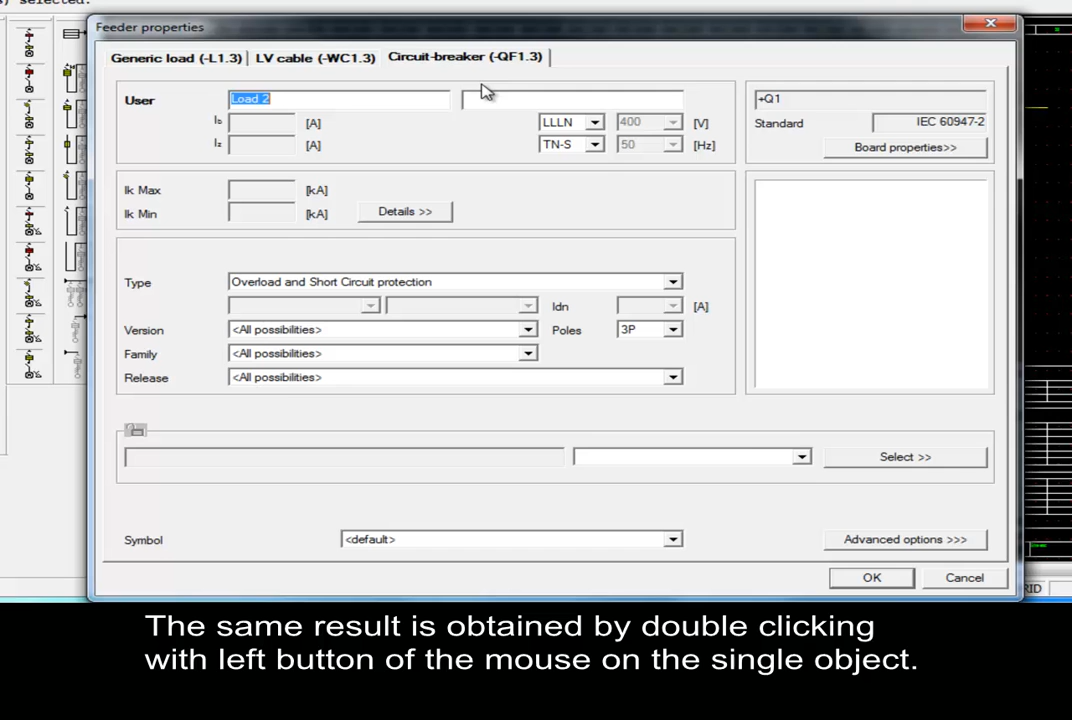 s) selected.
Feeder properties
Generic load (-L1.3)
LV cable (-WC1.3)
Circuit-breaker (-QF1.3)
User
Load 2
+Q1
Ib
[A]
LLLN
400
[V]
Standard
IEC 60947-2
Iz
[A]
TN-S
50
[Hz]
Board properties>>
Ik Max
[kA]
Ik Min
[kA]
Details >>
Type
Overload and Short Circuit protection
Idn
[A]
Version
<All possibilities>
Poles
3P
Family
<All possibilities>
Release
<All possibilities>
Select >>
Symbol
<default>
Advanced options >>>
OK
Cancel
RID
The same result is obtained by double clicking
with left button of the mouse on the single object.